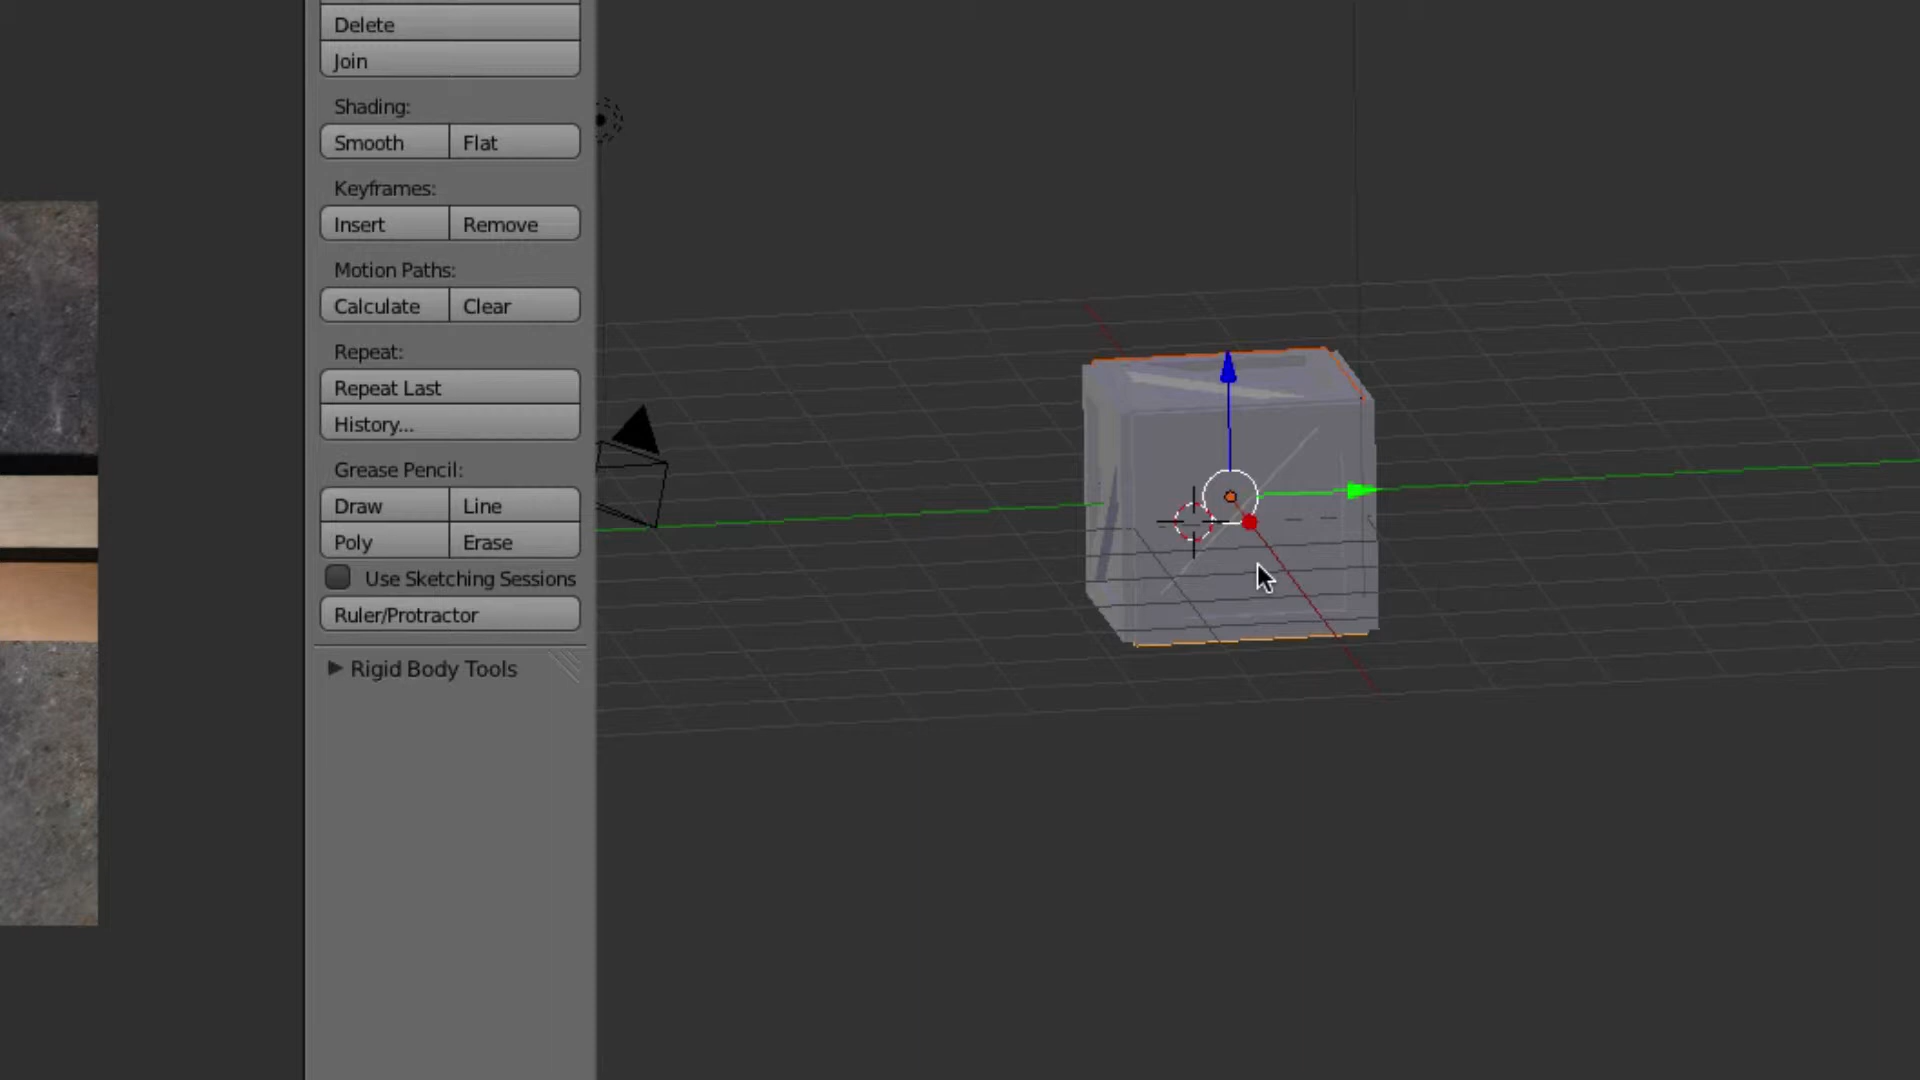 Delete
Join
Shading:
Smooth Flat
Keyframes:
Insert Remove
Motion Paths:
Calculate Clear
Repeat:
Repeat Last
History...
Grease Pencil:
Draw Line
Poly Erase
Use Sketching Sessions
Ruler/Protractor
Rigid Body Tools